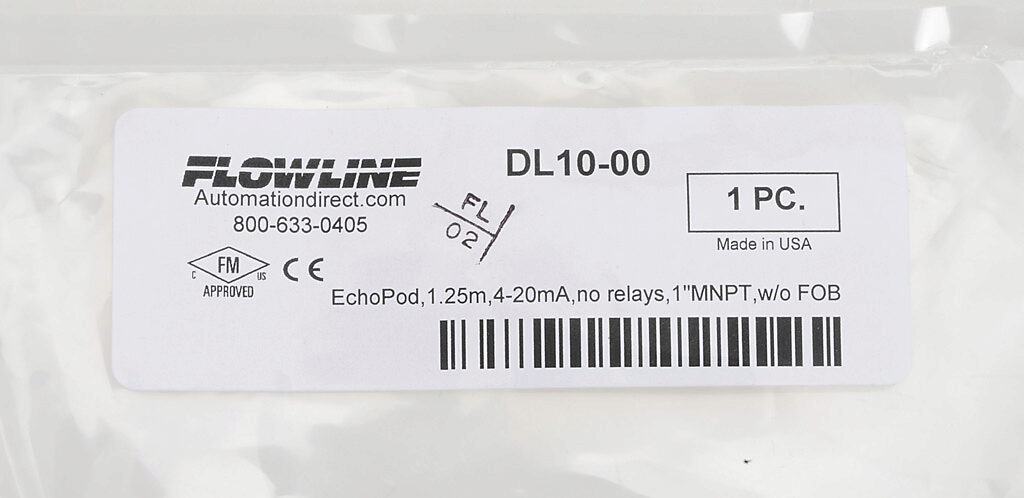 FLOWLINE
Automationdirect.com
800-633-0405
DL10-00
1 PC.
Made in USA
FL
02
FM
C US
APPROVED
CE
EchoPod,1.25m,4-20mA,no relays,1"MNPT,w/o FOB